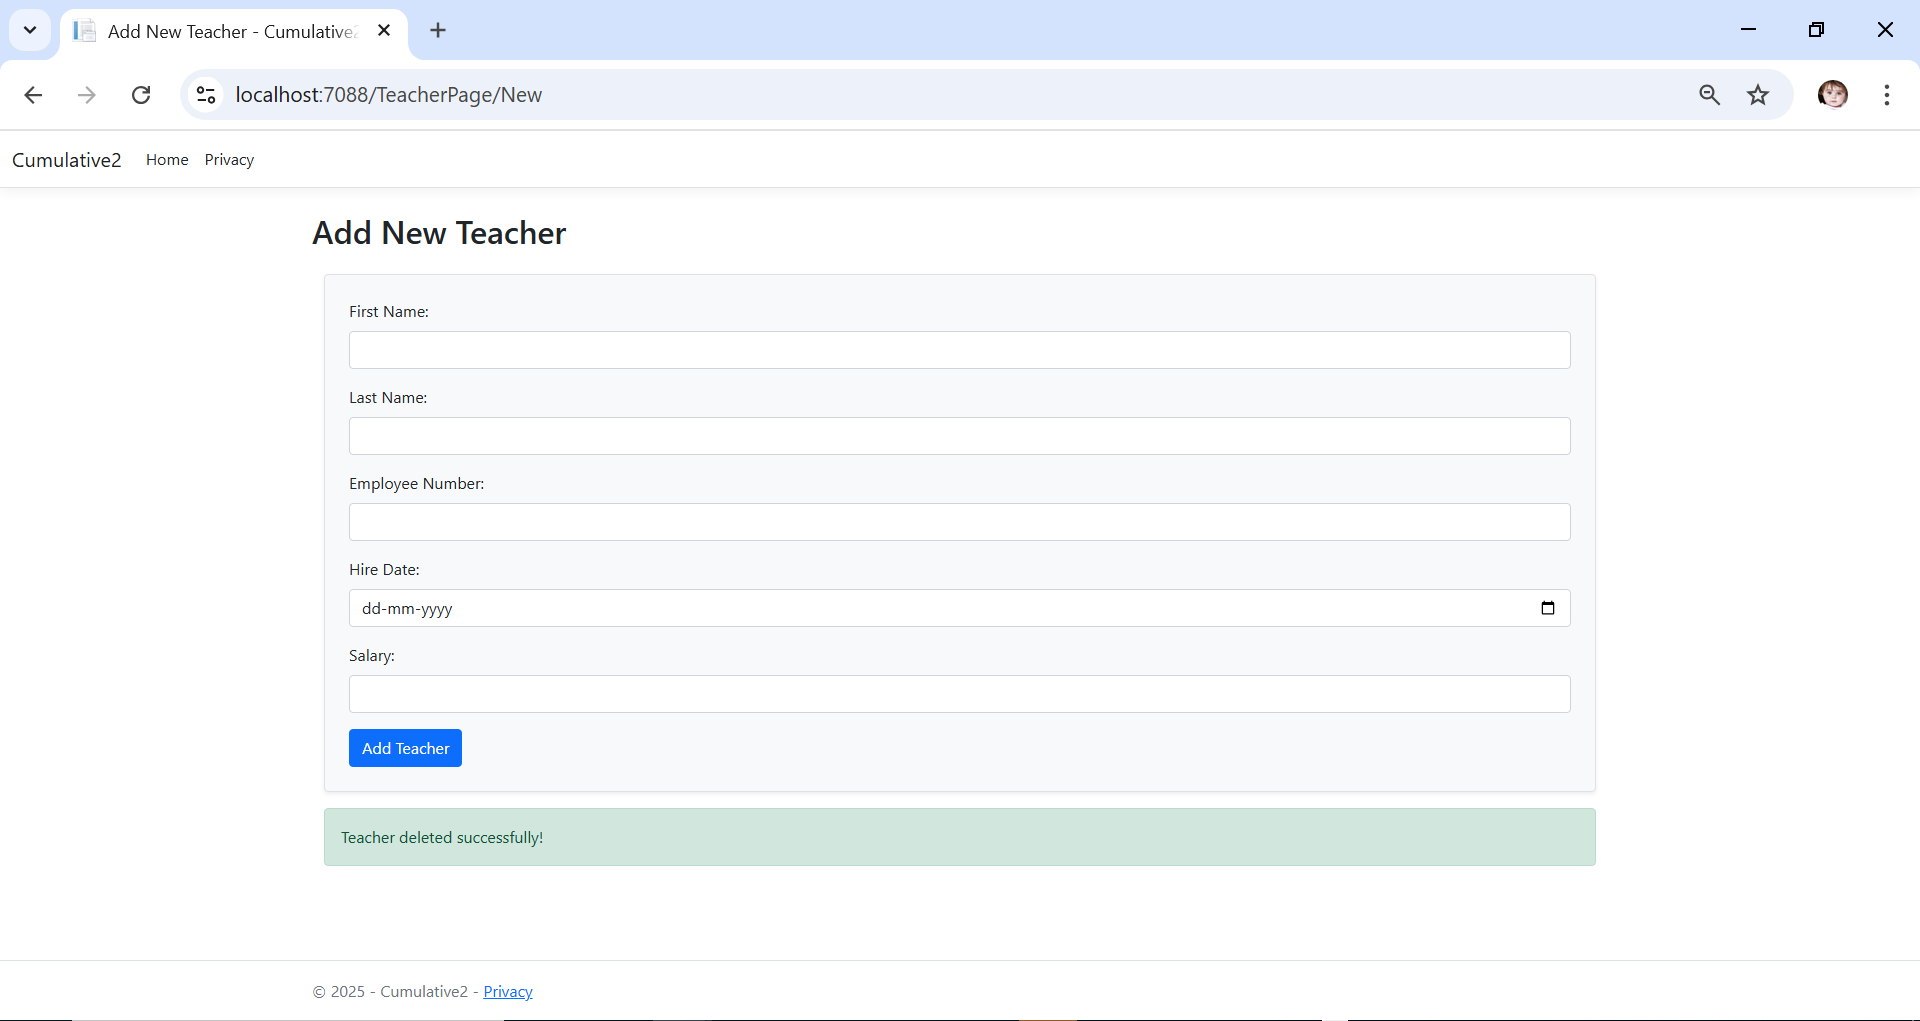 Add New Teacher - Cumulative2
localhost:7088/TeacherPage/New
Cumulative2 Home Privacy
Add New Teacher
First Name:
Last Name:
Employee Number:
Hire Date:
dd-mm-yyyy
Salary:
Add Teacher
Teacher deleted successfully!
© 2025 - Cumulative2 - Privacy